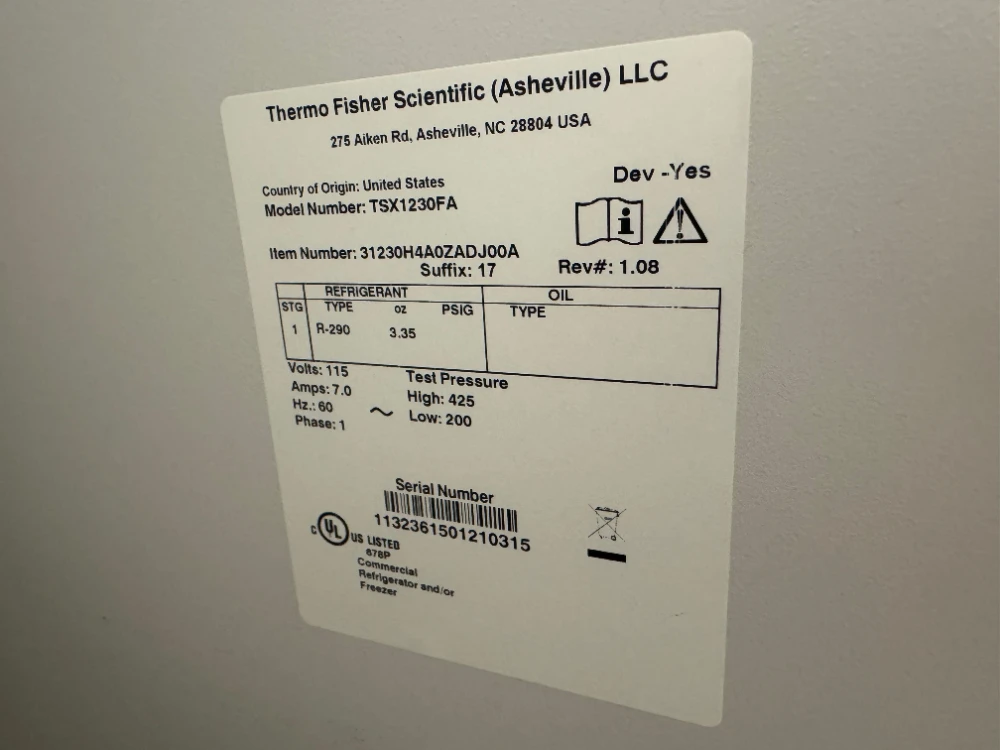 Thermo Fisher Scientific (Asheville) LLC
275 Aiken Rd, Asheville, NC 28804 USA
Dev -Yes
Country of Origin: United States
Model Number: TSX1230FA
Item Number: 31230H4A0ZADJ00A
Suffix: 17 Rev#: 1.08
REFRIGERANT OIL
STG TYPE oz PSIG TYPE
1 R-290 3.35
Volts: 115
Amps: 7.0
Hz.: 60
Phase: 1
~
Test Pressure
High: 425
Low: 200
Serial Number
1132361501210315
C UL US LISTED
678P
Commercial
Refrigerator and/or
Freezer